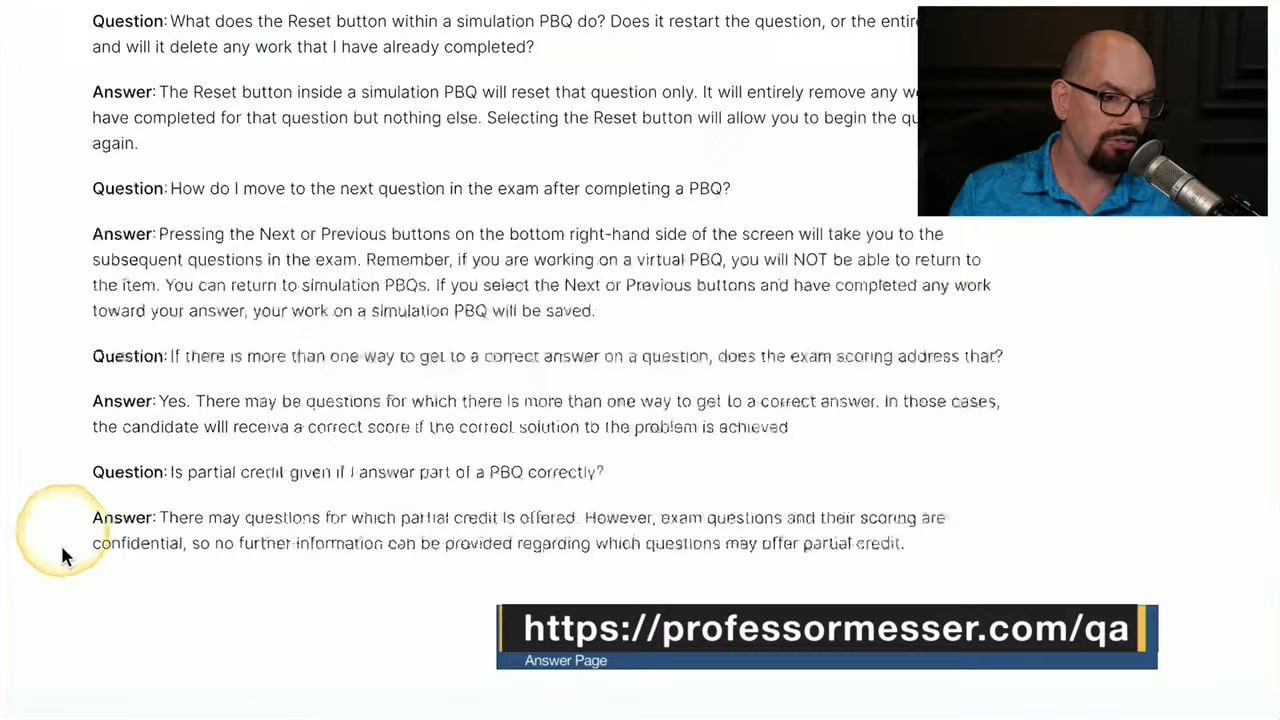 Question: What does the Reset button within a simulation PBQ do? Does it restart the question, or the entir
and will it delete any work that I have already completed?
Answer: The Reset button inside a simulation PBQ will reset that question only. It will entirely remove any w
have completed for that question but nothing else. Selecting the Reset button will allow you to begin the qu
again.
Question: How do I move to the next question in the exam after completing a PBQ?
Answer: Pressing the Next or Previous buttons on the bottom right-hand side of the screen will take you to the
subsequent questions in the exam. Remember, if you are working on a virtual PBQ, you will NOT be able to return to
the item. You can return to simulation PBQs. If you select the Next or Previous buttons and have completed any work
toward your answer, your work on a simulation PBQ will be saved.
Question: If there is more than one way to get to a correct answer on a question, does the exam scoring address that?
Answer: Yes. There may be questions for which there is more than one way to get to a correct answer. In those cases,
the candidate will receive a correct score if the correct solution to the problem is achieved
Question: Is partial credit given if I answer part of a PBQ correctly?
Answer: There may questions for which partial credit is offered. However, exam questions and their scoring are
confidential, so no further information can be provided regarding which questions may offer partial credit.
https://professormesser.com/qa
Answer Page